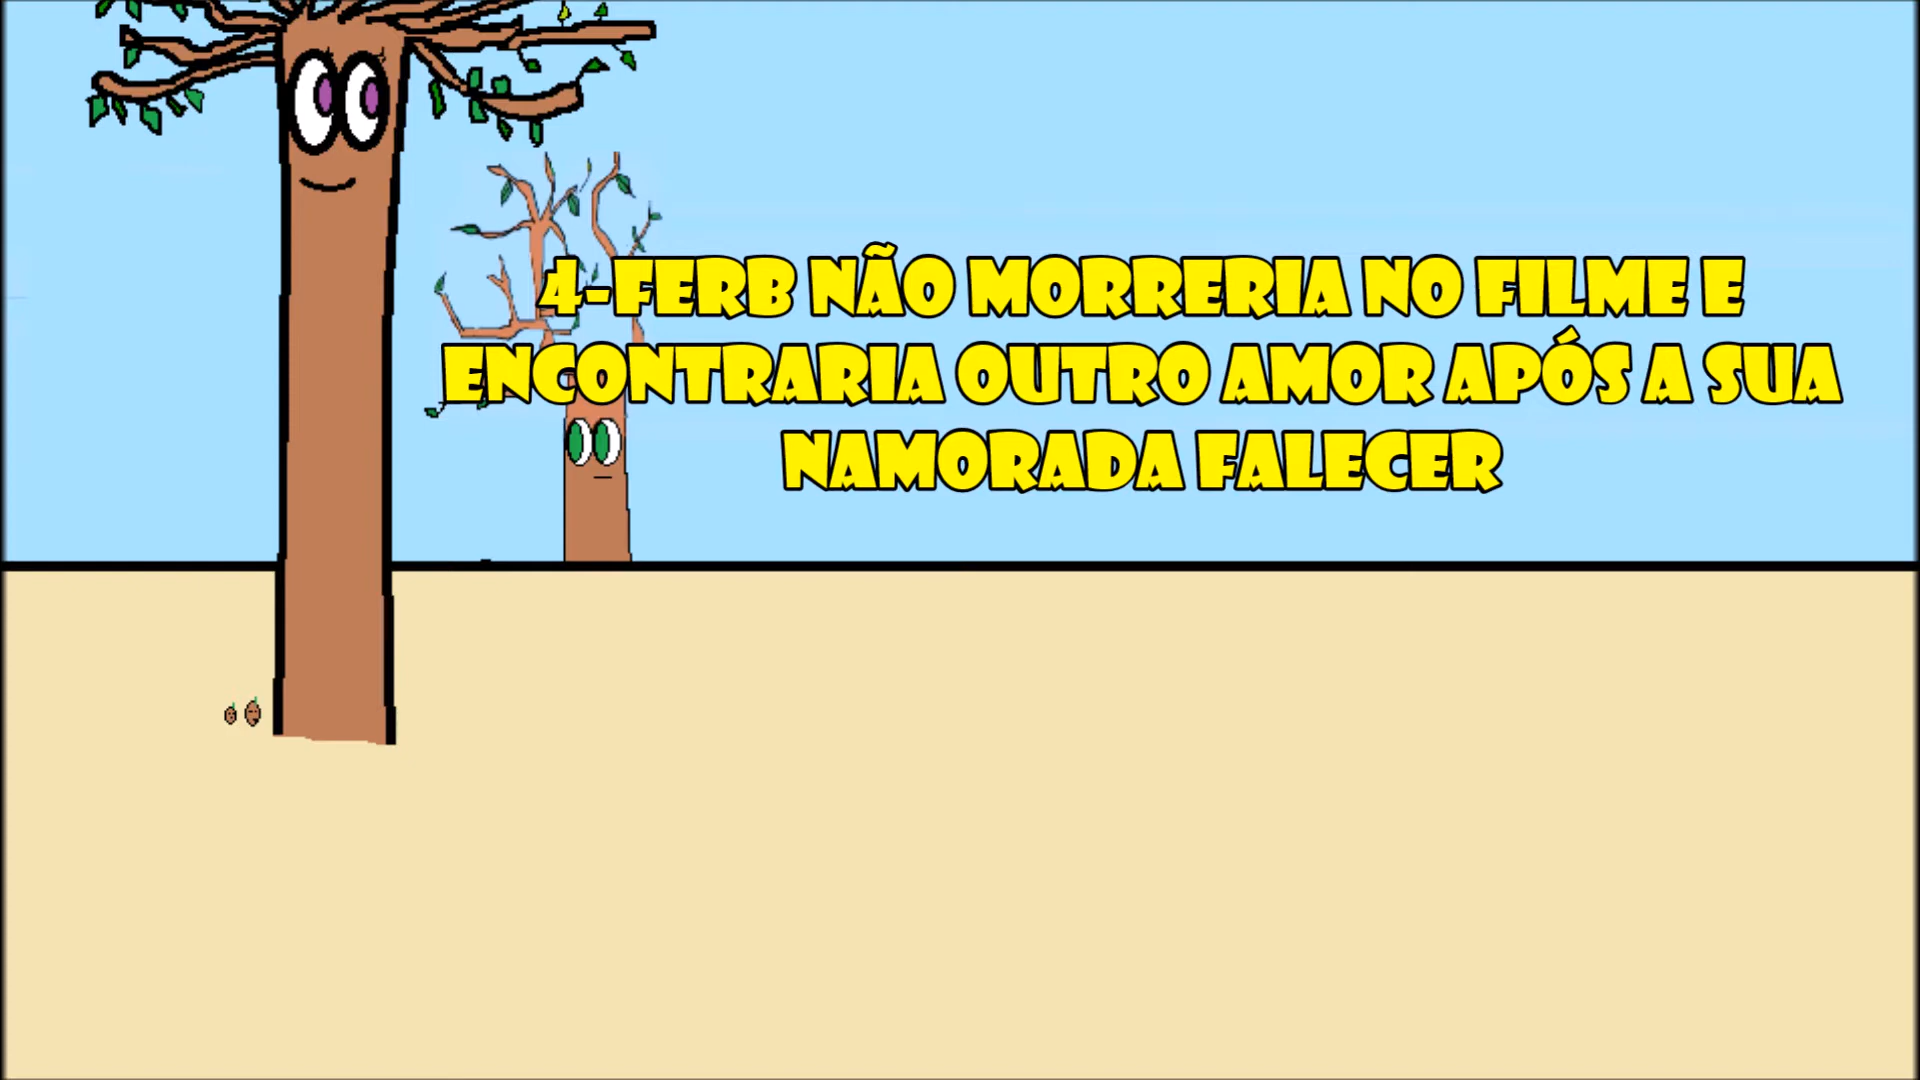 4-FERB NÃO MORRERIA NO FILME E
ENCONTRARIA OUTRO AMOR APÓS A SUA
NAMORADA FALECER